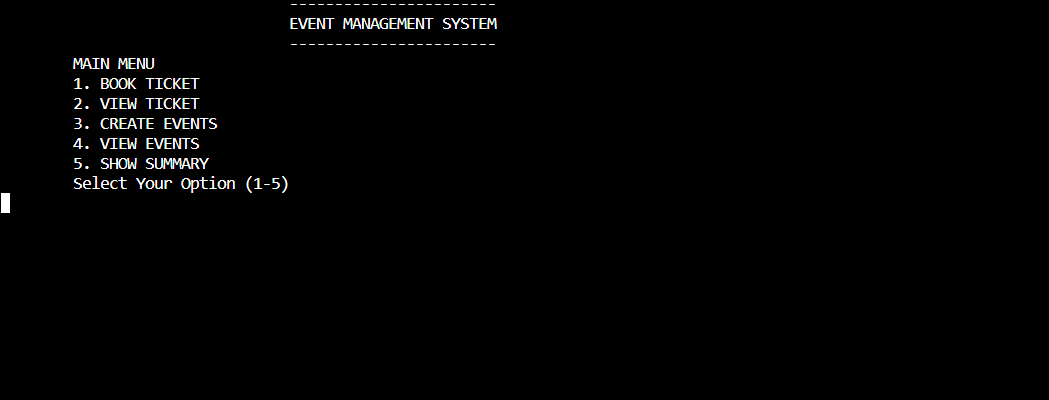 -----------------------
EVENT MANAGEMENT SYSTEM
-----------------------
MAIN MENU
1. BOOK TICKET
2. VIEW TICKET
3. CREATE EVENTS
4. VIEW EVENTS
5. SHOW SUMMARY
Select Your Option (1-5)